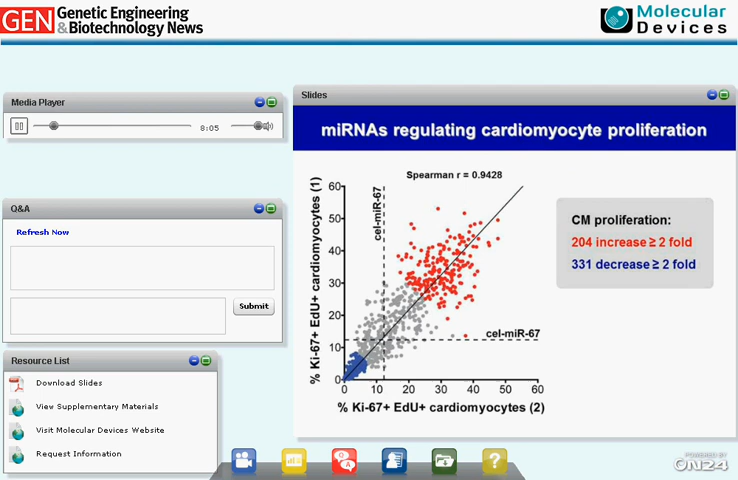 GEN Genetic Engineering
& Biotechnology News
Molecular
Devices
Media Player
8:05
Q&A
Refresh Now
Submit
Resource List
Download Slides
View Supplementary Materials
Visit Molecular Devices Website
Request Information
Slides
miRNAs regulating cardiomyocyte proliferation
Spearman r = 0.9428
% Ki-67+ EdU+ cardiomyocytes (1)
60
50
40
30
20
10
0
cel-miR-67
cel-miR-67
0 10 20 30 40 50 60
% Ki-67+ EdU+ cardiomyocytes (2)
CM proliferation:
204 increase ≥ 2 fold
331 decrease ≥ 2 fold
Q
A
?
POWERED BY
ON24